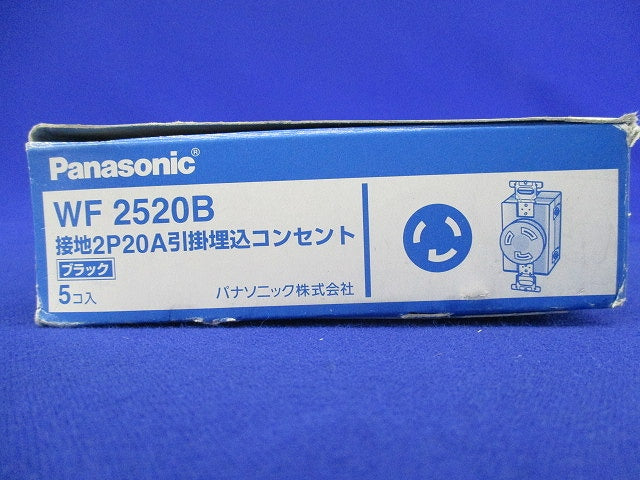 Panasonic®
WF 2520B
接地2P20A引掛埋込コンセント
ブラック
5コ入
パナソニック株式会社